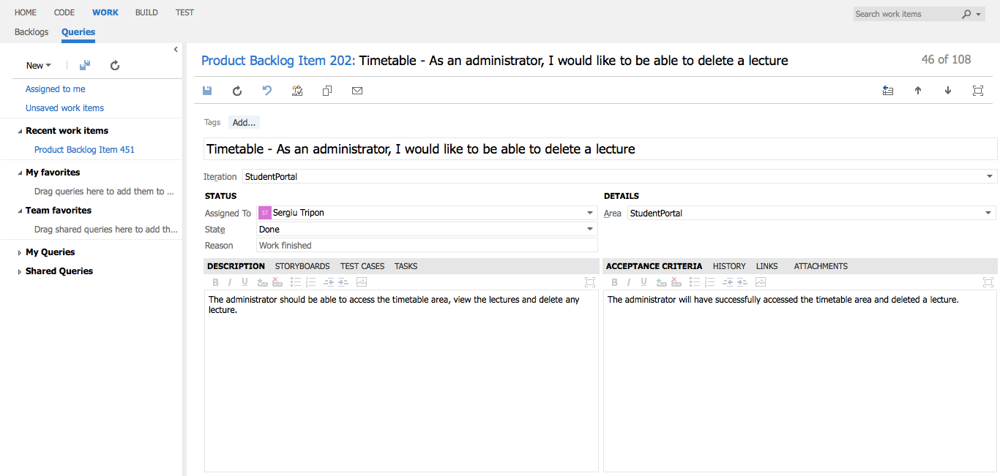 HOME CODE WORK BUILD TEST
Search work items
Backlogs Queries
New
Assigned to me
Unsaved work items
Recent work items
Product Backlog Item 451
My favorites
Drag queries here to add them to ...
Team favorites
Drag shared queries here to add th...
My Queries
Shared Queries
Product Backlog Item 202: Timetable - As an administrator, I would like to be able to delete a lecture
46 of 108
Tags Add...
Timetable - As an administrator, I would like to be able to delete a lecture
Iteration StudentPortal
STATUS
Assigned To ST Sergiu Tripon
State Done
Reason Work finished
DETAILS
Area StudentPortal
DESCRIPTION STORYBOARDS TEST CASES TASKS
B I U
The administrator should be able to access the timetable area, view the lectures and delete any
lecture.
ACCEPTANCE CRITERIA HISTORY LINKS ATTACHMENTS
B I U
The administrator will have successfully accessed the timetable area and deleted a lecture.